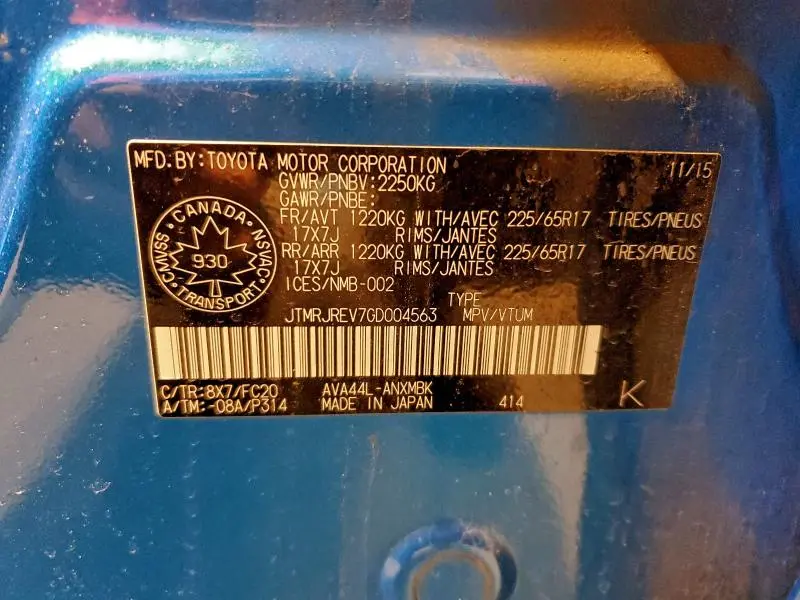 MFD.BY:TOYOTA MOTOR CORPORATION 11/15
GVWR/PNBV:2250KG
GAWR/PNBE:
FR/AVT 1220KG WITH/AVEC 225/65R17 TIRES/PNEUS
17X7J RIMS/JANTES
RR/ARR 1220KG WITH/AVEC 225/65R17 TIRES/PNEUS
17X7J RIMS/JANTES
ICES/NMB-002
CANADA
CMVSS NSVAC
930
TRANSPORT
TYPE
JTMRJREV7GD004563 MPV/VTUM
C/TR:8X7/FC20 AVA44L-ANXMBK
A/TM:-08A/P314 MADE IN JAPAN 414 K